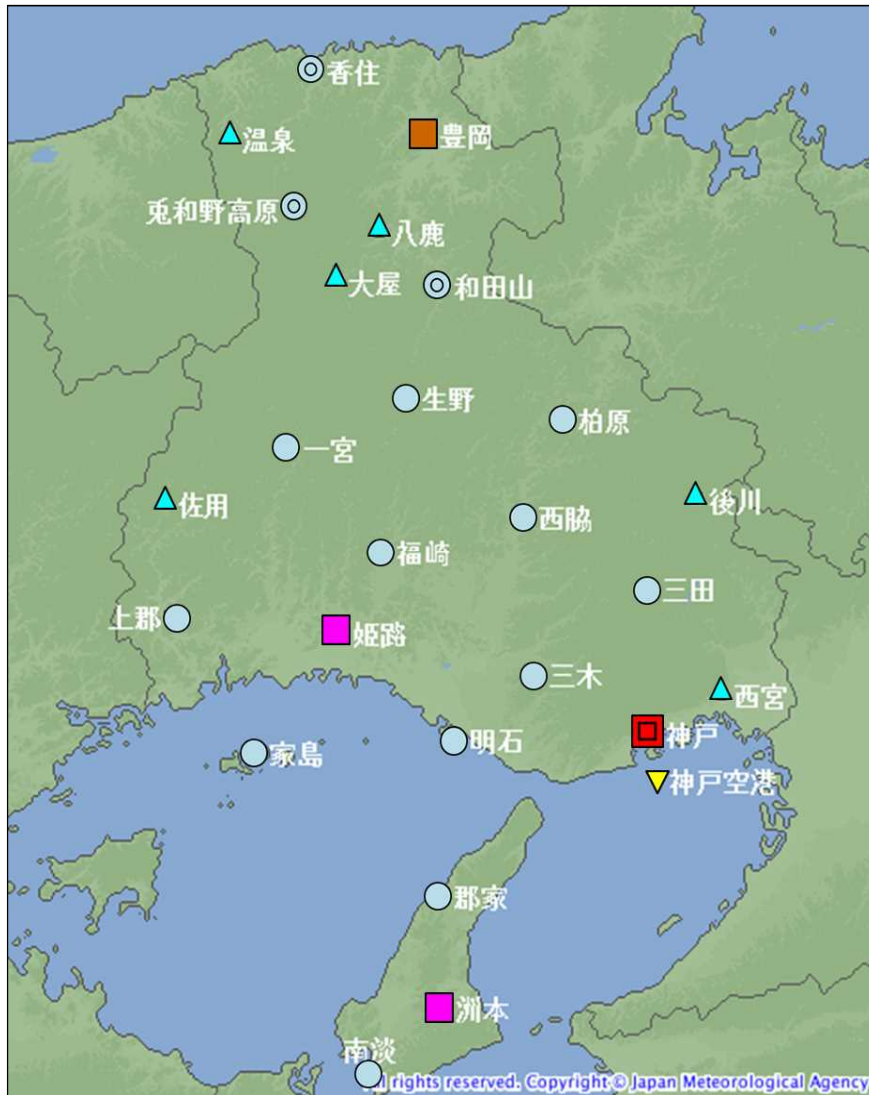 香住
温泉
豊岡
兎和野高原
八鹿
大屋
和田山
生野
柏原
一宮
佐用
後川
西脇
福崎
三田
上郡
姫路
三木
西宮
神戸
明石
家島
神戸空港
郡家
洲本
南淡
All rights reserved. Copyright © Japan Meteorological Agency